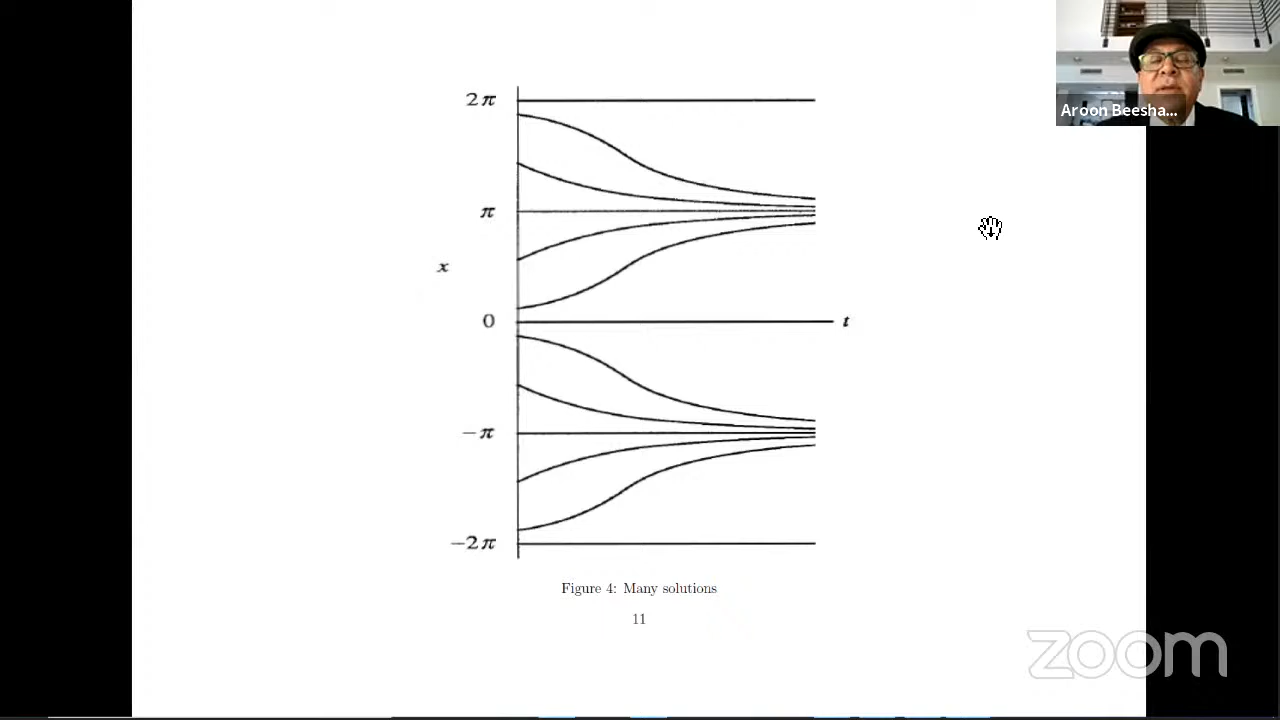 Aroon Beesha...
2π
π
x
0
t
−π
−2π
Figure 4: Many solutions
11
zoom